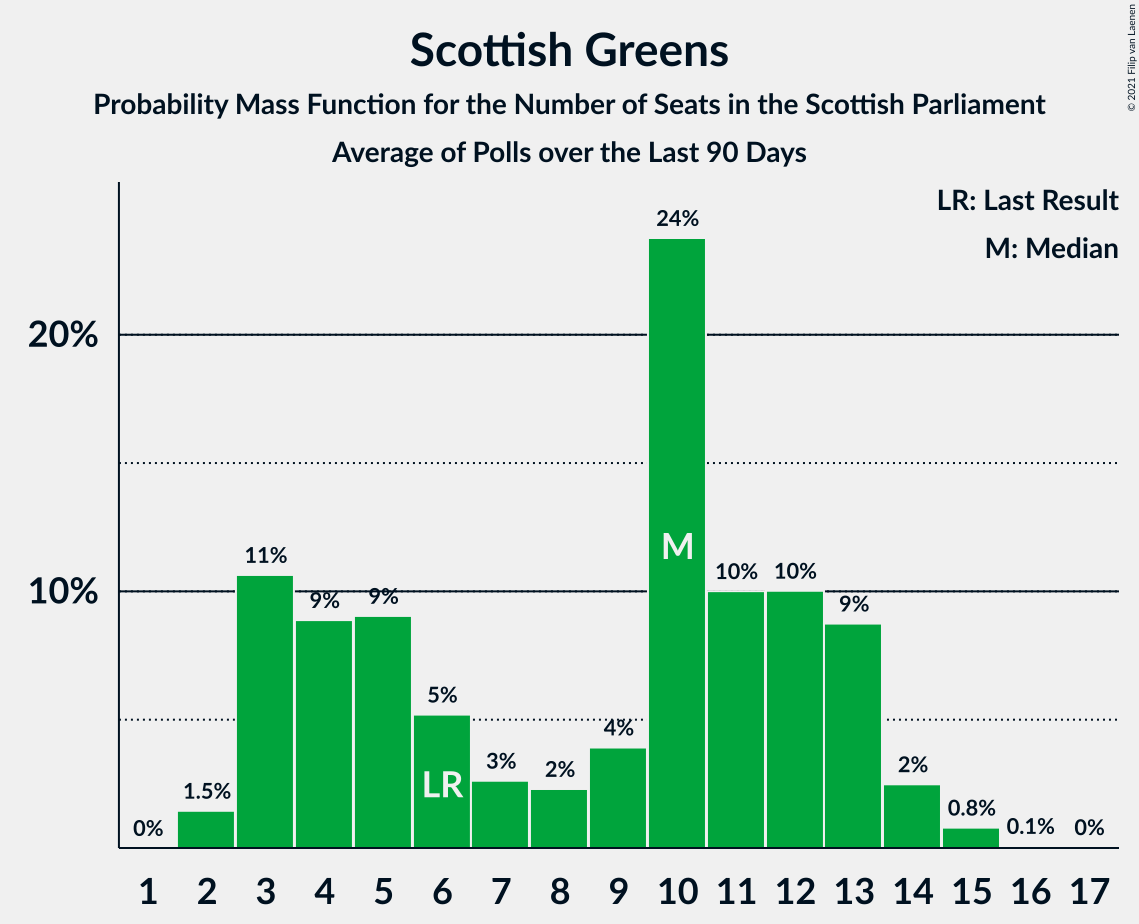 © 2021 Filip van Laenen
Scottish Greens
Probability Mass Function for the Number of Seats in the Scottish Parliament
Average of Polls over the Last 90 Days
LR: Last Result
M: Median
24%
20%
M
11%
10%
10%
10%
9%
9%
9%
5%
4%
LR
3%
2%
2%
1.5%
0.8%
0%
0.1%
0%
1 2 3 4 5 6 7 8 9 10 11 12 13 14 15 16 17